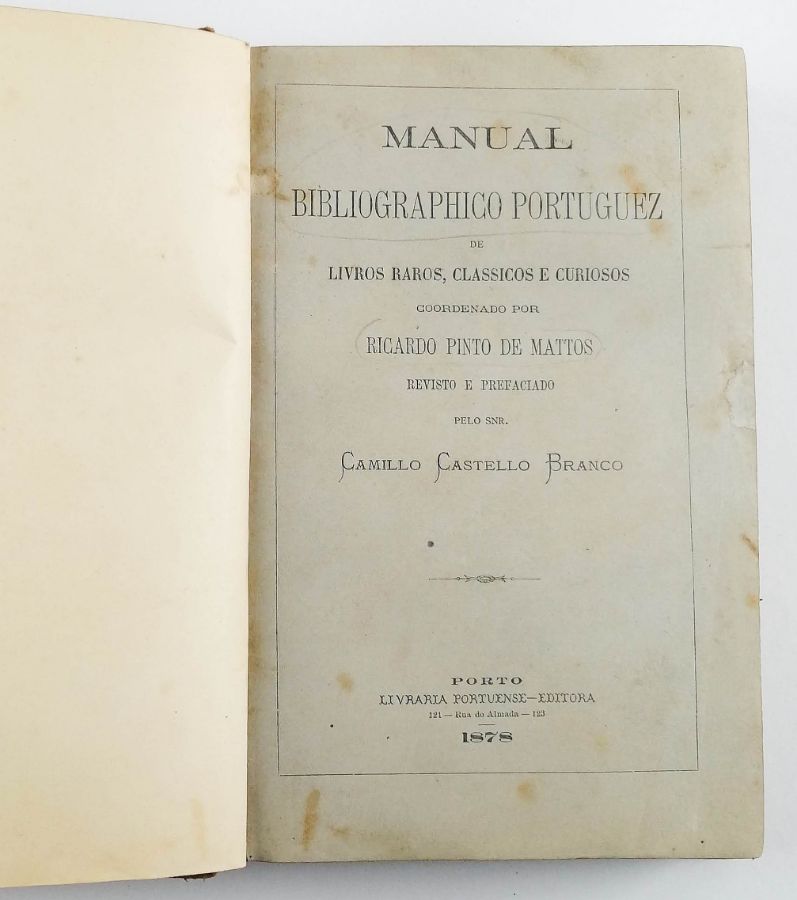 MANUAL
BIBLIOGRAPHICO PORTUGUEZ
DE
LIVROS RAROS, CLASSICOS E CURIOSOS
COORDENADO POR
RICARDO PINTO DE MATTOS
REVISTO E PREFACIADO
PELO SNR.
CAMILLO CASTELLO BRANCO
PORTO
LIVRARIA PORTUENSE—EDITORA
121 — Rua do Almada — 123
1878